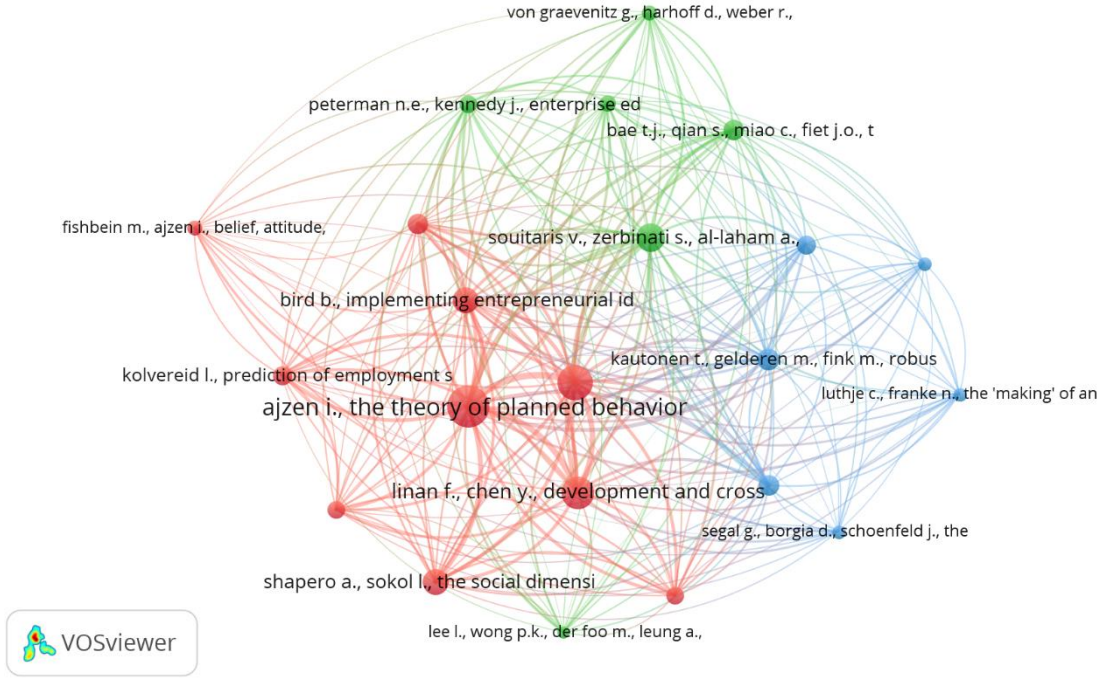 von graevenitz g., harhoff d., weber r.,
peterman n.e., kennedy j., enterprise ed
bae t.j., qian s., miao c., fiet j.o., t
fishbein m., ajzen i., belief, attitude,
souitaris v., zerbinati s., al-laham a.,
bird b., implementing entrepreneurial id
kautonen t., gelderen m., fink m., robus
kolvereid l., prediction of employment s
luthje c., franke n., the 'making' of an
ajzen i., the theory of planned behavior
linan f., chen y., development and cross
segal g., borgia d., schoenfeld j., the
shapero a., sokol l., the social dimensi
lee l., wong p.k., der foo m., leung a.,
VOSviewer